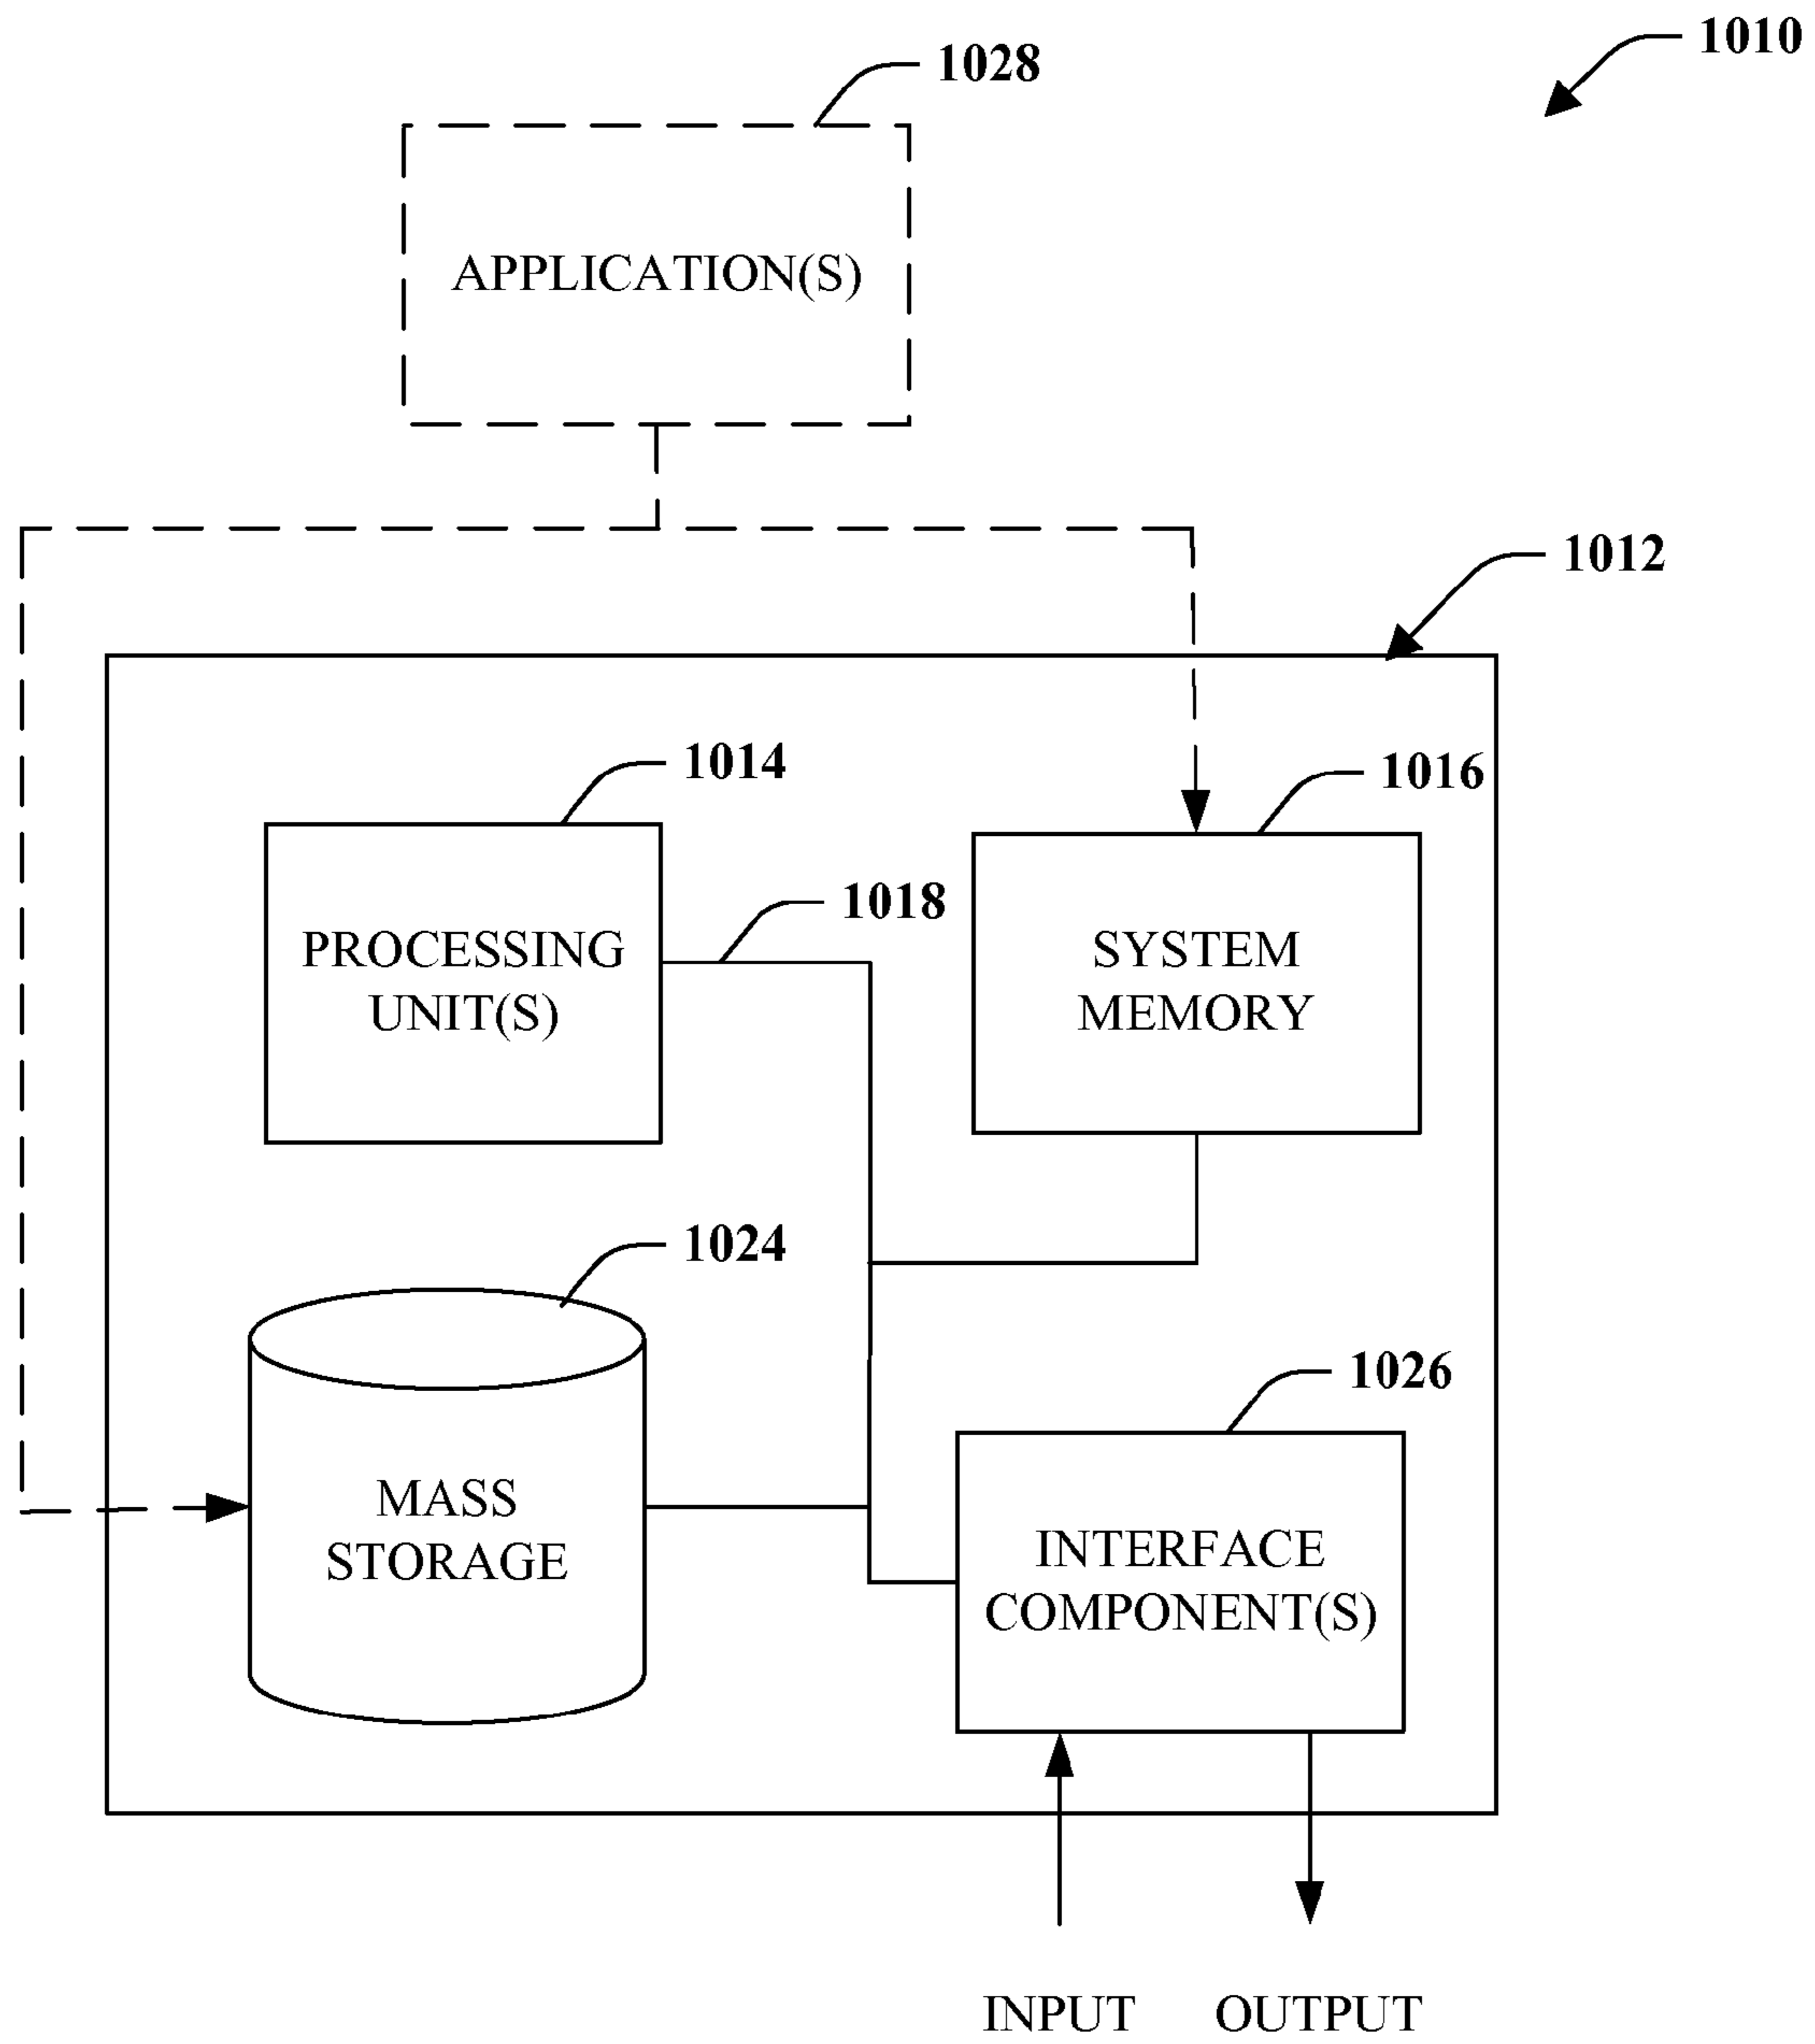 1010
1028
APPLICATION(S)
1012
1014
1016
1018
PROCESSING
UNIT(S)
SYSTEM
MEMORY
1024
1026
MASS
STORAGE
INTERFACE
COMPONENT(S)
INPUT
OUTPUT